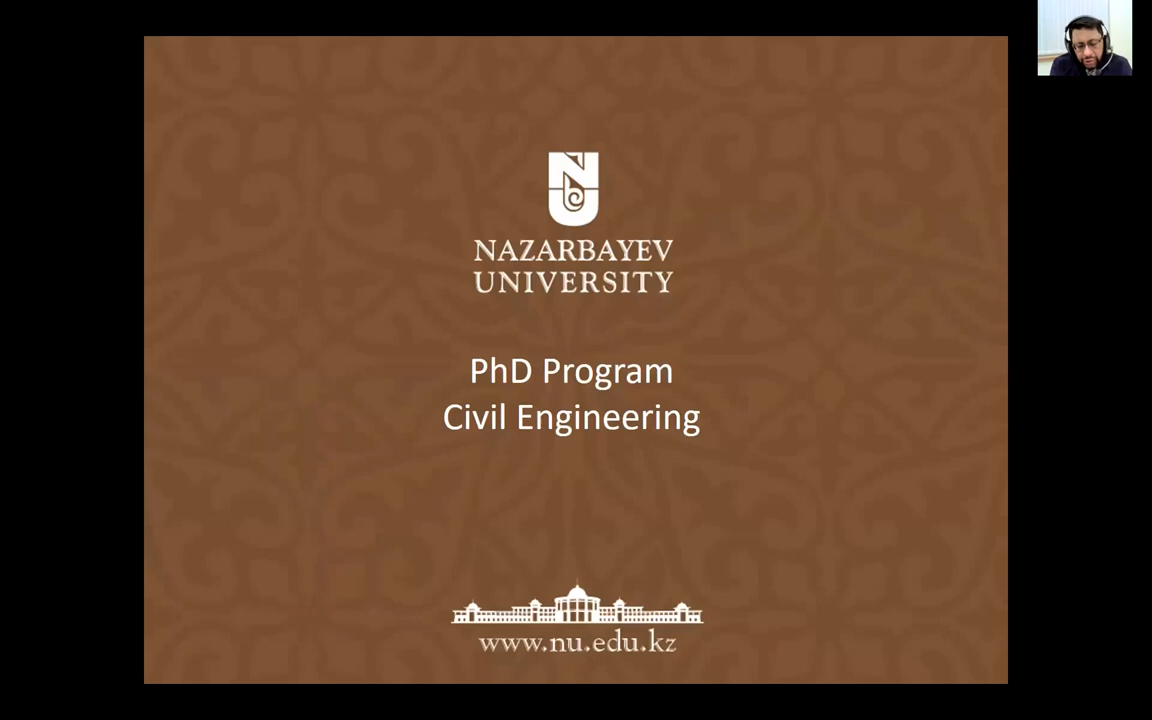 NAZARBAYEV
UNIVERSITY
PhD Program
Civil Engineering
www.nu.edu.kz